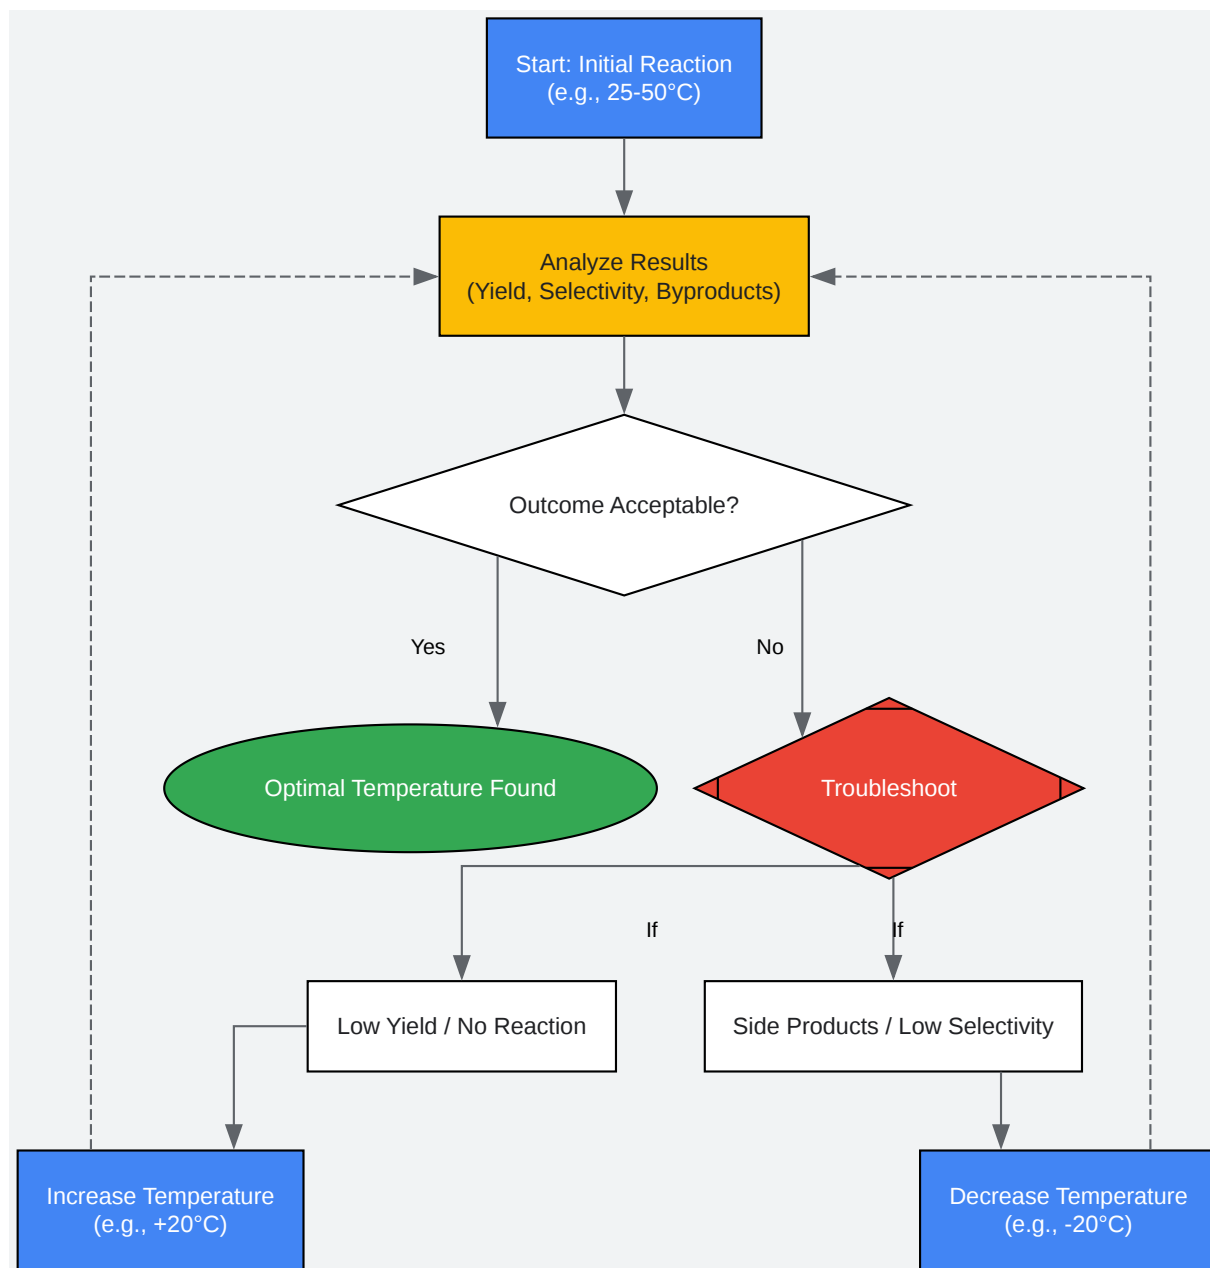 Start: Initial Reaction
(e.g., 25-50°C)
Analyze Results
(Yield, Selectivity, Byproducts)
Outcome Acceptable?
Yes
No
Optimal Temperature Found
Troubleshoot
If
If
Low Yield / No Reaction
Side Products / Low Selectivity
Increase Temperature
(e.g., +20°C)
Decrease Temperature
(e.g., -20°C)